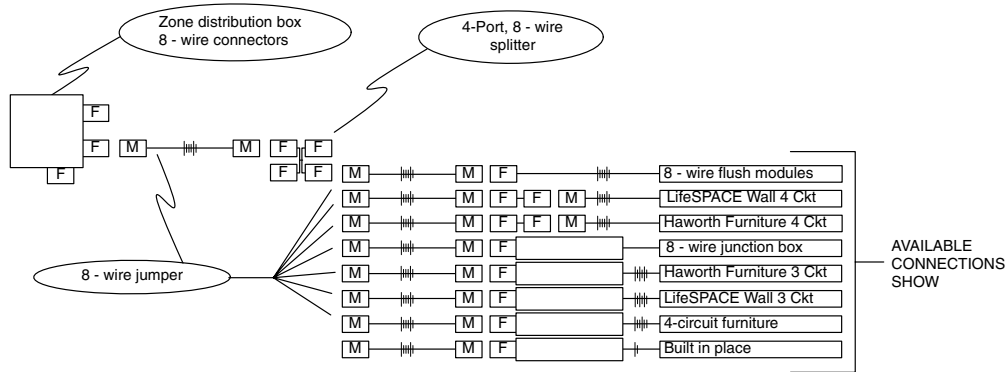 Zone distribution box
8 - wire connectors
4-Port, 8 - wire
splitter
F
F M M F F
F F F
M M F 8 - wire flush modules
M M F F M LifeSPACE Wall 4 Ckt
M M F F M Haworth Furniture 4 Ckt
M M F 8 - wire junction box
M M F Haworth Furniture 3 Ckt
M M F LifeSPACE Wall 3 Ckt
M M F 4-circuit furniture
M M F Built in place
8 - wire jumper
AVAILABLE
CONNECTIONS
SHOW